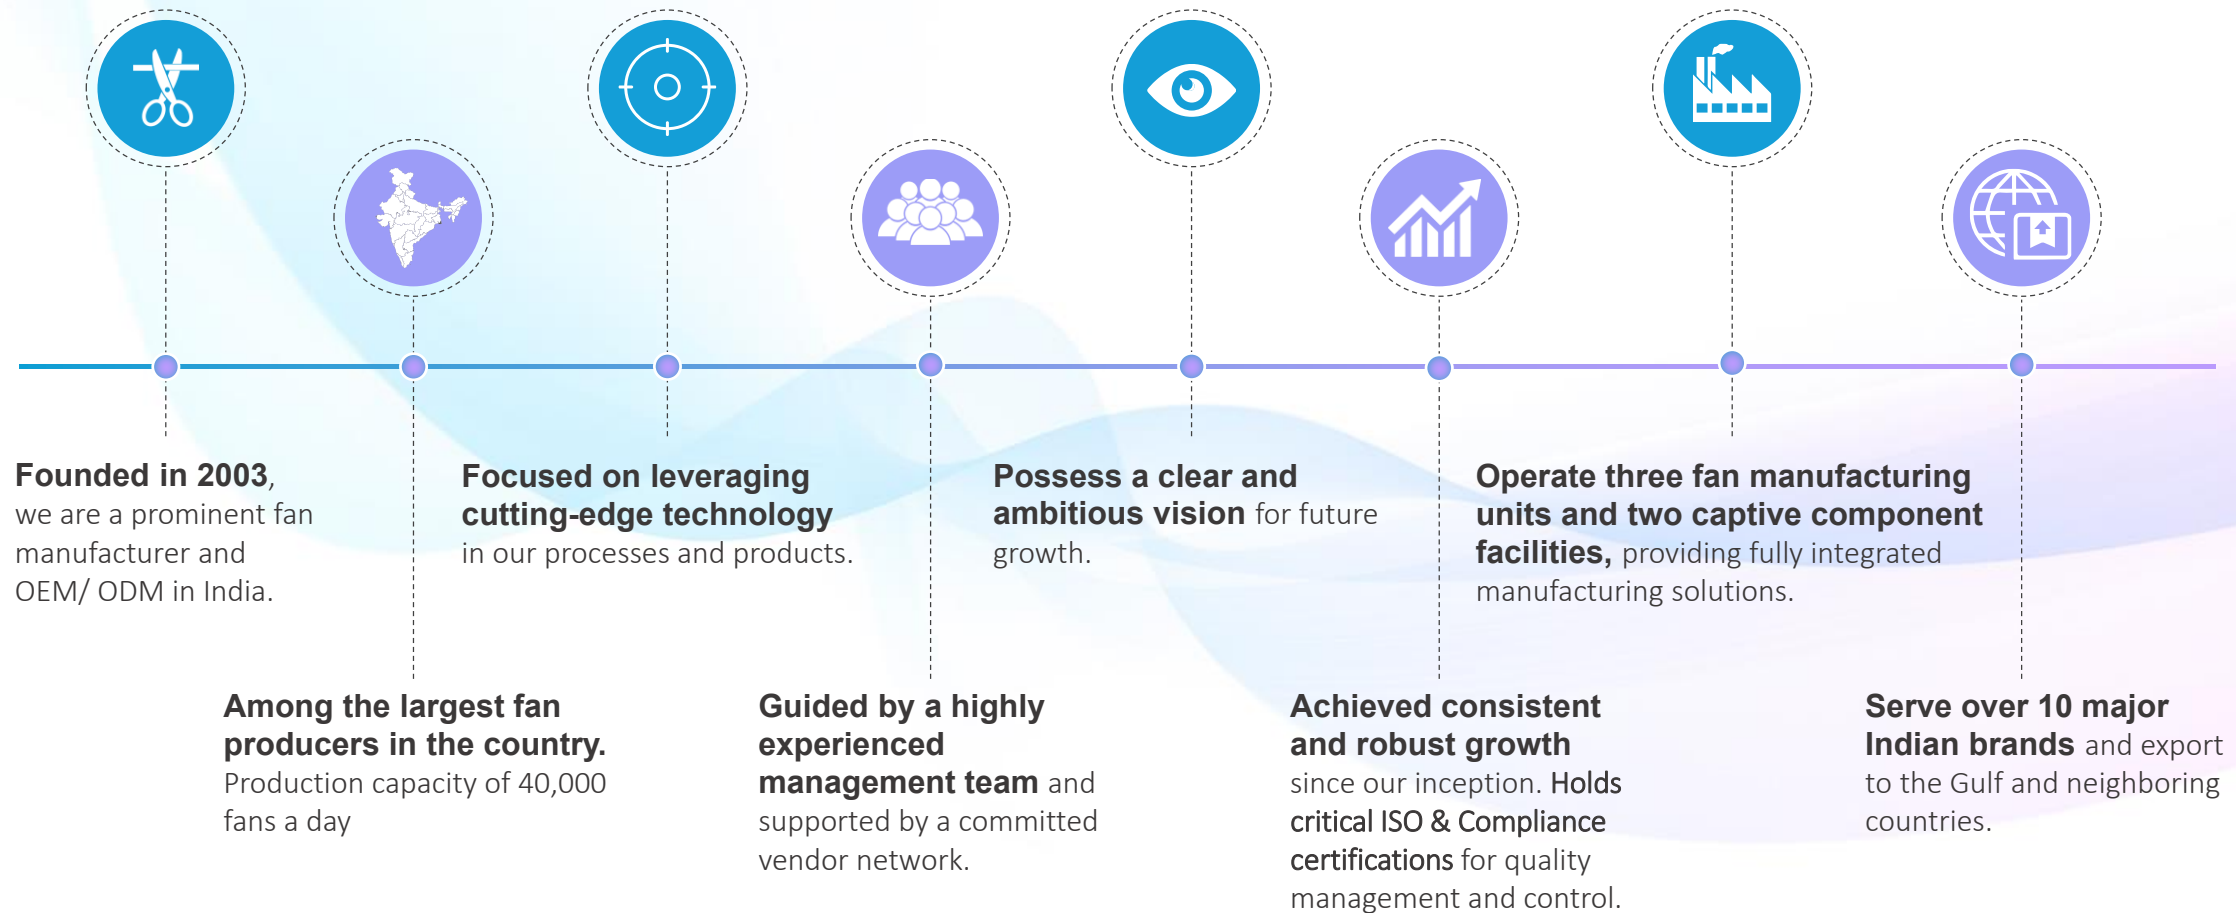 Founded in 2003,
we are a prominent fan
manufacturer and
OEM/ ODM in India.
Among the largest fan
producers in the country.
Production capacity of 40,000
fans a day
Focused on leveraging
cutting-edge technology
in our processes and products.
Guided by a highly
experienced
management team and
supported by a committed
vendor network.
Possess a clear and
ambitious vision for future
growth.
Achieved consistent
and robust growth
since our inception. Holds
critical ISO & Compliance
certifications for quality
management and control.
Operate three fan manufacturing
units and two captive component
facilities, providing fully integrated
manufacturing solutions.
Serve over 10 major
Indian brands and export
to the Gulf and neighboring
countries.